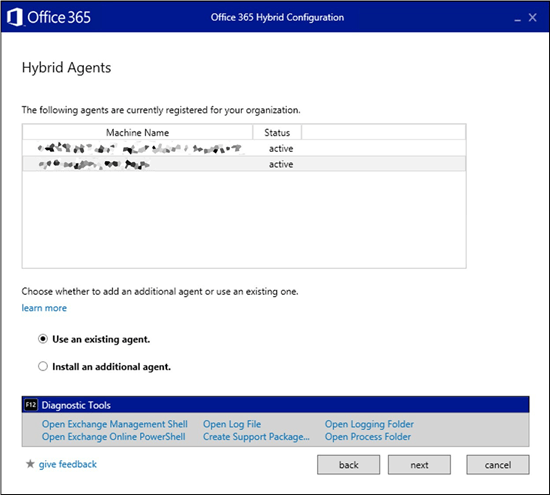 Office 365
Office 365 Hybrid Configuration
Hybrid Agents
The following agents are currently registered for your organization.
Machine Name Status
active
active
Choose whether to add an additional agent or use an existing one.
learn more
Use an existing agent.
Install an additional agent.
F12 Diagnostic Tools
Open Exchange Management Shell Open Log File Open Logging Folder
Open Exchange Online PowerShell Create Support Package... Open Process Folder
give feedback back next cancel